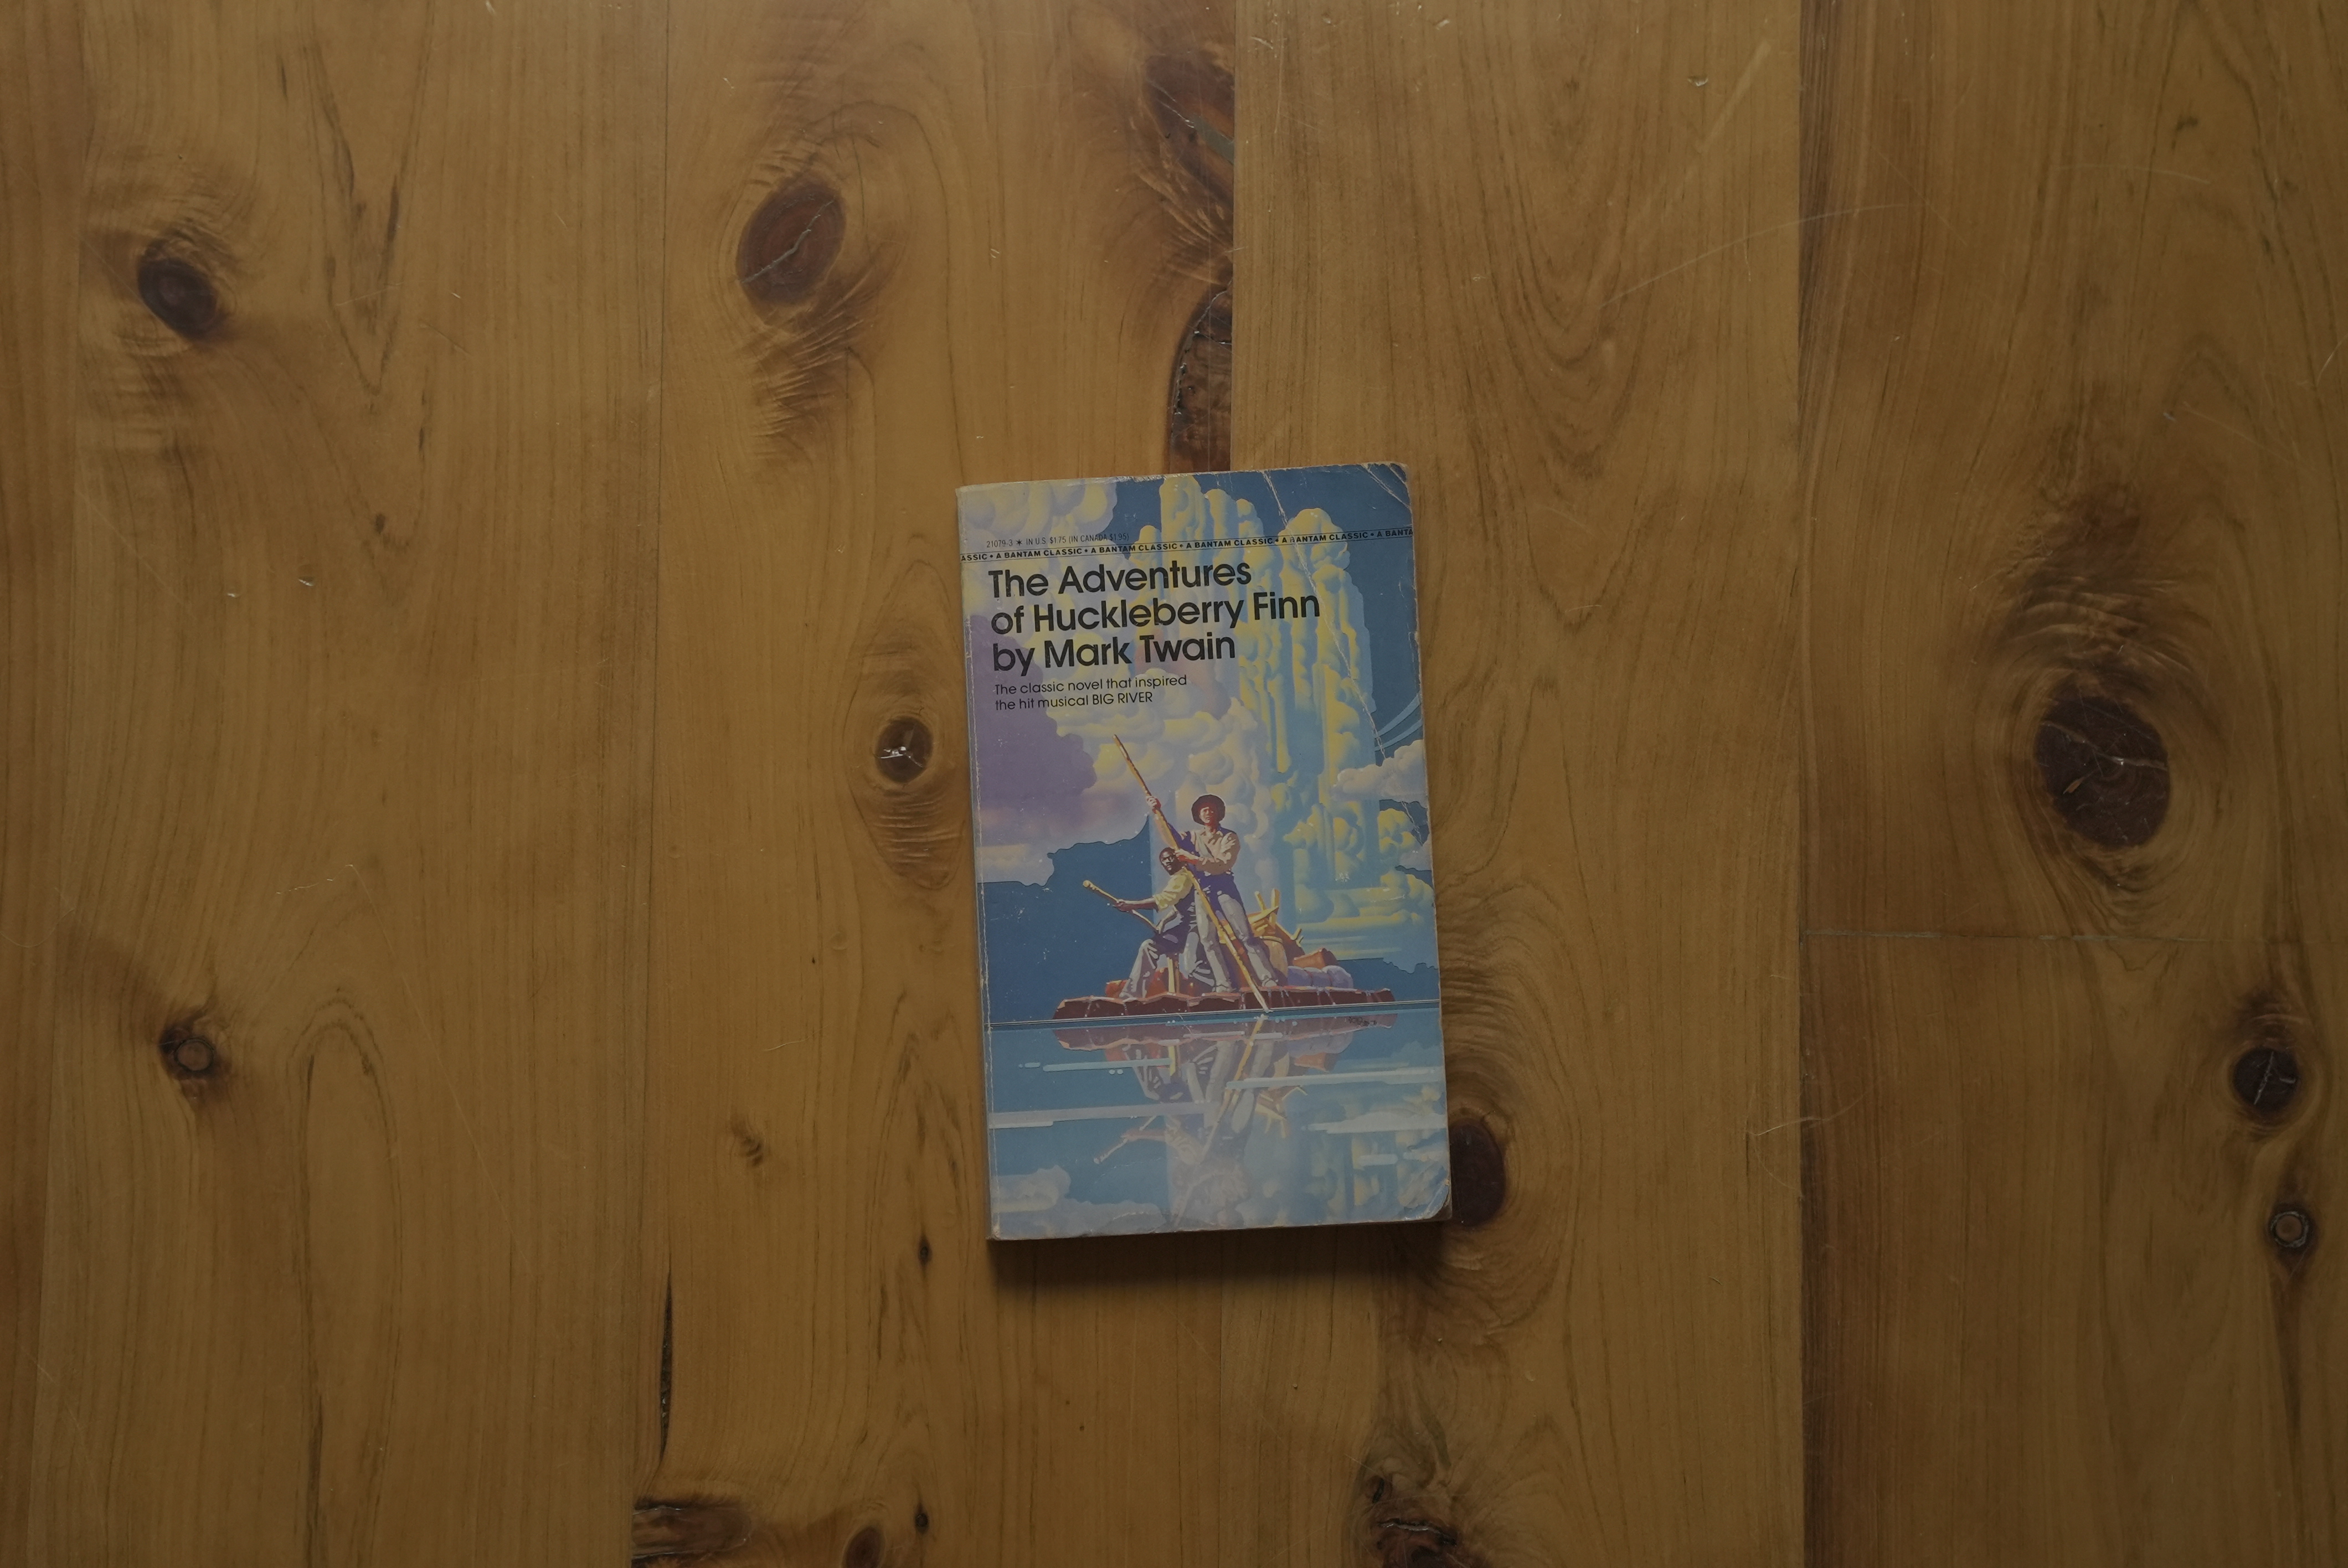 21079-3 * IN U.S. $1.75 (IN CANADA $1.95)
ASSIC • A BANTAM CLASSIC • A BANTAM CLASSIC • A BANTAM CLASSIC • A BANTAM CLASSIC • A BANTA
The Adventures
of Huckleberry Finn
by Mark Twain
The classic novel that inspired
the hit musical BIG RIVER